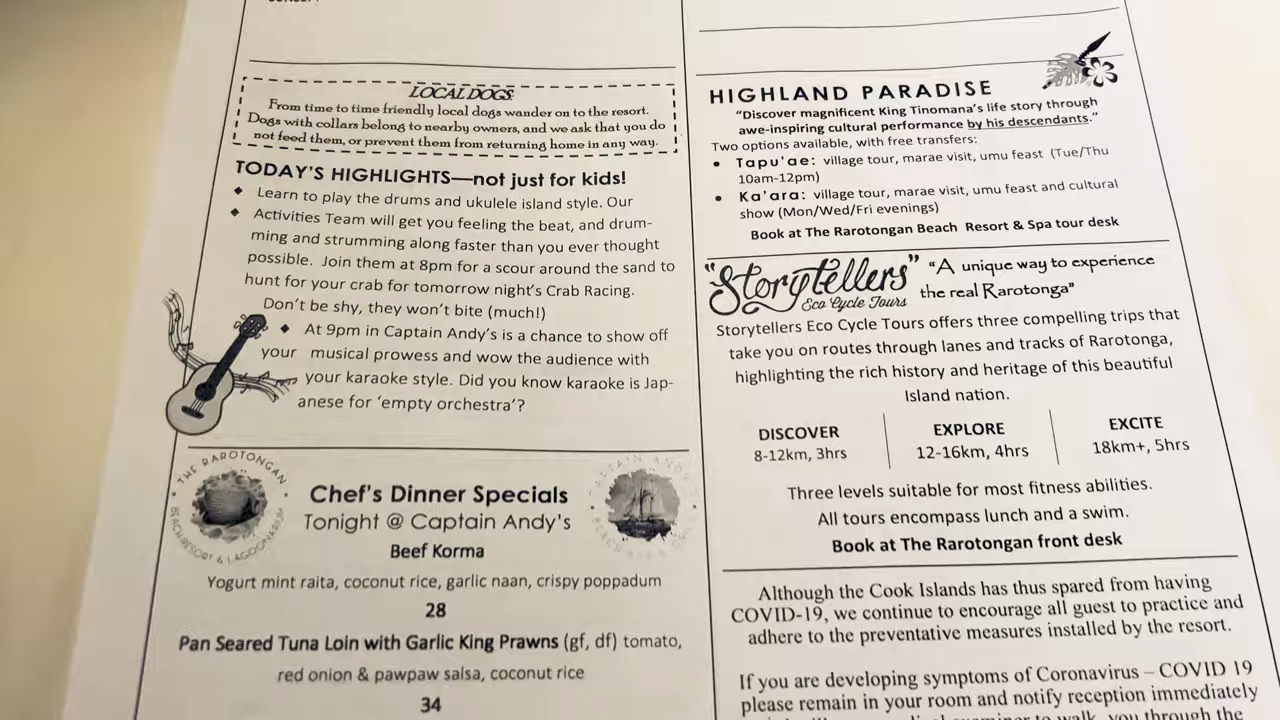 LOCAL DOGS
From time to time friendly local dogs wander on to the resort.
Dogs with collars belong to nearby owners, and we ask that you do
not feed them, or prevent them from returning home in any way.
TODAY'S HIGHLIGHTS—not just for kids!
◆ Learn to play the drums and ukulele island style. Our
◆ Activities Team will get you feeling the beat, and drum-
ming and strumming along faster than you ever thought
possible. Join them at 8pm for a scour around the sand to
hunt for your crab for tomorrow night's Crab Racing.
Don't be shy, they won't bite (much!)
◆ At 9pm in Captain Andy's is a chance to show off
your musical prowess and wow the audience with
your karaoke style. Did you know karaoke is Jap-
anese for 'empty orchestra'?
THE RAROTONGAN
BEACH RESORT & LAGOONARIUM
Chef's Dinner Specials
Tonight @ Captain Andy's
Beef Korma
Yogurt mint raita, coconut rice, garlic naan, crispy poppadum
28
Pan Seared Tuna Loin with Garlic King Prawns (gf, df) tomato,
red onion & pawpaw salsa, coconut rice
34
HIGHLAND PARADISE
"Discover magnificent King Tinomana's life story through
awe-inspiring cultural performance by his descendants."
Two options available, with free transfers:
• Tapu'ae: village tour, marae visit, umu feast (Tue/Thu
10am-12pm)
• Ka'ara: village tour, marae visit, umu feast and cultural
show (Mon/Wed/Fri evenings)
Book at The Rarotongan Beach Resort & Spa tour desk
"Storytellers"
Eco Cycle Tours
"A unique way to experience
the real Rarotonga"
Storytellers Eco Cycle Tours offers three compelling trips that
take you on routes through lanes and tracks of Rarotonga,
highlighting the rich history and heritage of this beautiful
Island nation.
DISCOVER
8-12km, 3hrs
EXPLORE
12-16km, 4hrs
EXCITE
18km+, 5hrs
Three levels suitable for most fitness abilities.
All tours encompass lunch and a swim.
Book at The Rarotongan front desk
Although the Cook Islands has thus spared from having
COVID-19, we continue to encourage all guest to practice and
adhere to the preventative measures installed by the resort.
If you are developing symptoms of Coronavirus – COVID 19
please remain in your room and notify reception immediately
to walk you through the